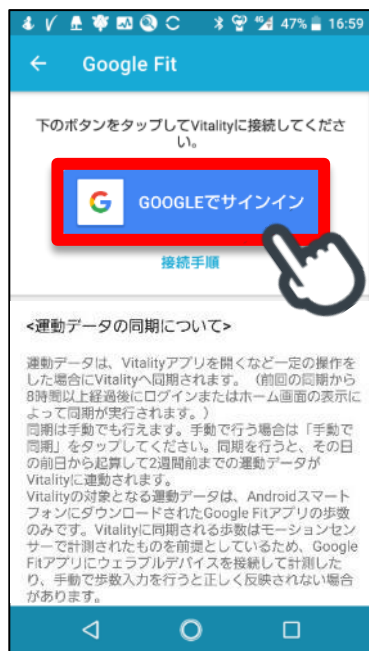 47% 16:59
Google Fit
下のボタンをタップしてVitalityに接続してくださ
い。
G GOOGLEでサインイン
接続手順
<運動データの同期について>
運動データは、Vitalityアプリを開くなど一定の操作を
した場合にVitalityへ同期されます。（前回の同期から
8時間以上経過後にログインまたはホーム画面の表示に
よって同期が実行されます。）
同期は手動でも行えます。手動で行う場合は「手動で
同期」をタップしてください。同期を行うと、その日
の前日から起算して2週間前までの運動データが
Vitalityに連動されます。
Vitalityの対象となる運動データは、Androidスマート
フォンにダウンロードされたGoogle Fitアプリの歩数
のみです。Vitalityに同期される歩数はモーションセン
サーで計測されたものを前提としているため、Google
Fitアプリにウェラブルデバイスを接続して計測した
り、手動で歩数入力を行うと正しく反映されない場合
があります。